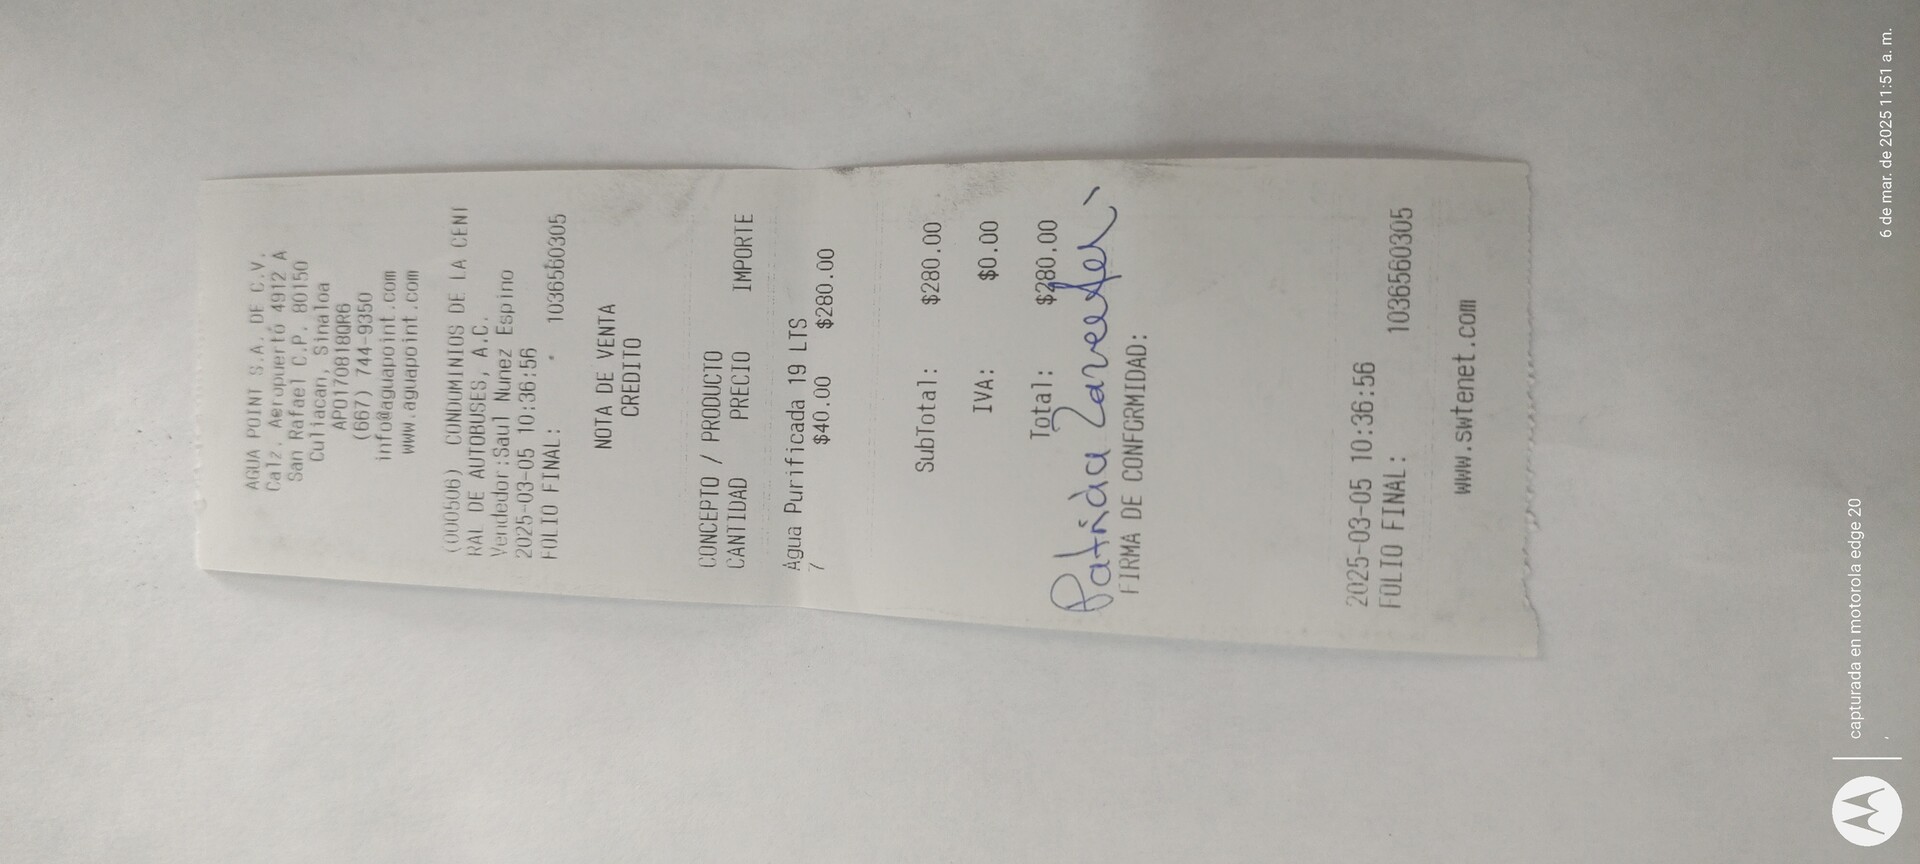 AGUA POINT S.A. DE C.V.
Calz. Aeropuerto 4912 A
San Rafael C.P. 80150
Culiacan, Sinaloa
APO170818QR6
(667) 744-9350
info@aguapoint.com
www.aguapoint.com
(000506) CONDOMINIOS DE LA CENT
RAL DE AUTOBUSES, A.C.
Vendedor:Saul Nunez Espino
2025-03-05 10:36:56
FOLIO FINAL: 1036560305
NOTA DE VENTA
CREDITO
CONCEPTO / PRODUCTO
CANTIDAD PRECIO IMPORTE
Agua Purificada 19 LTS
7 $40.00 $280.00
SubTotal: $280.00
IVA: $0.00
Total: $280.00
Patricia
FIRMA DE CONFORMIDAD:
2025-03-05 10:36:56
FOLIO FINAL: 1036560305
www.swtenet.com
capturada en motorola edge 20
6 de mar. de 2025 11:51 a. m.